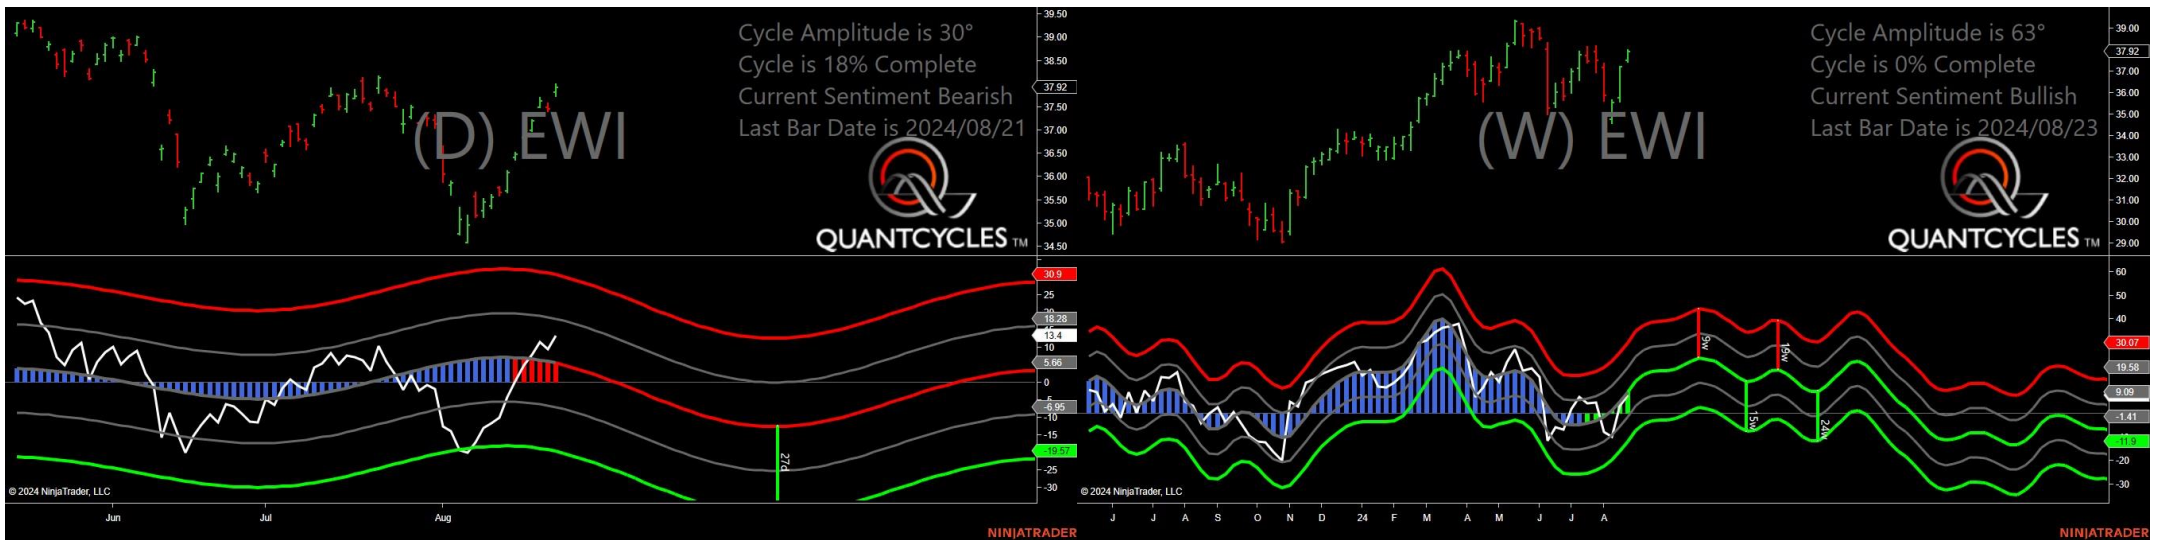 Cycle Amplitude is 30°
Cycle is 18% Complete
Current Sentiment Bearish
Last Bar Date is 2024/08/21
(D) EWI
QUANTCYCLES TM
39.50
39.00
38.50
37.92
37.50
37.00
36.50
36.00
35.50
35.00
34.50
30.9
25
18.28
13.4
10
5.66
0
-6.95
-10
-15
-19.57
-25
-30
27d
© 2024 NinjaTrader, LLC
Jun
Jul
Aug
NINJATRADER
Cycle Amplitude is 63°
Cycle is 0% Complete
Current Sentiment Bullish
Last Bar Date is 2024/08/23
(W) EWI
QUANTCYCLES TM
39.00
37.92
37.00
36.00
35.00
34.00
33.00
32.00
31.00
30.00
29.00
60
50
40
30.07
19.58
9.09
-1.41
-11.9
-20
-30
9w
19w
15w
24w
© 2024 NinjaTrader, LLC
J J A S O N D 24 F M A M J J A
NINJATRADER